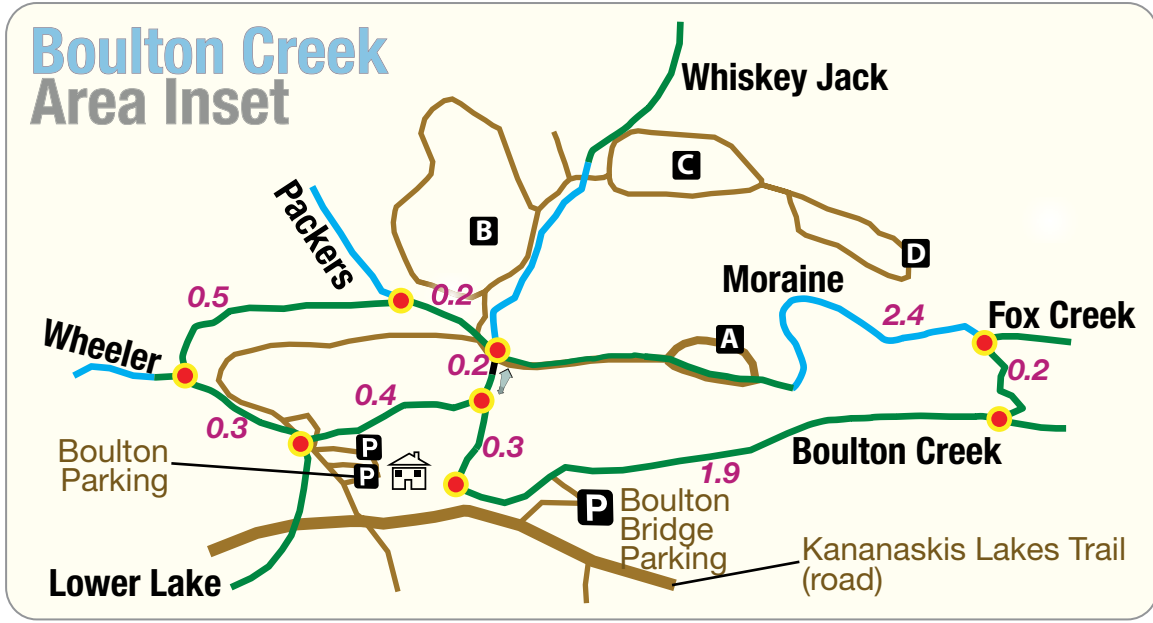 Boulton Creek
Area Inset
Whiskey Jack
C
Packers
B
D
Moraine
0.5
0.2
2.4
Fox Creek
Wheeler
A
0.2
0.2
0.4
0.3
0.3
Boulton
Parking
P
P
Boulton Creek
1.9
P
Boulton
Bridge
Parking
Kananaskis Lakes Trail
(road)
Lower Lake